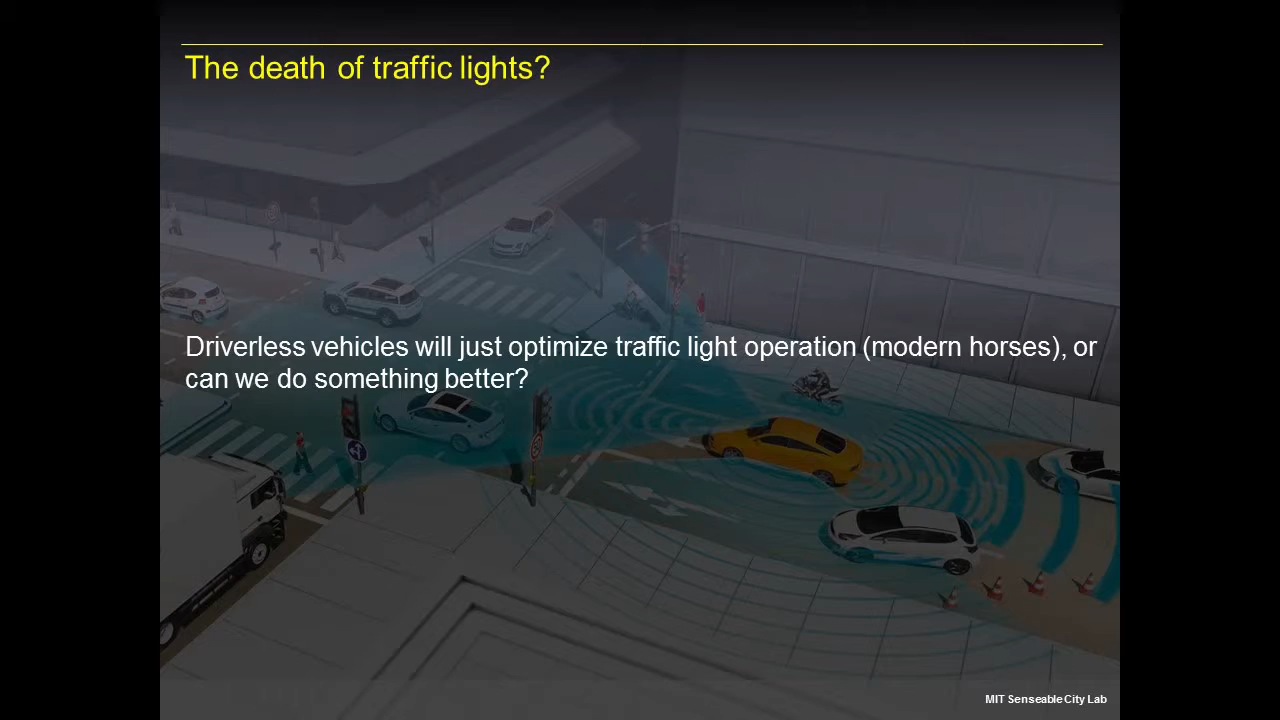 The death of traffic lights?
Driverless vehicles will just optimize traffic light operation (modern horses), or
can we do something better?
MIT Senseable City Lab